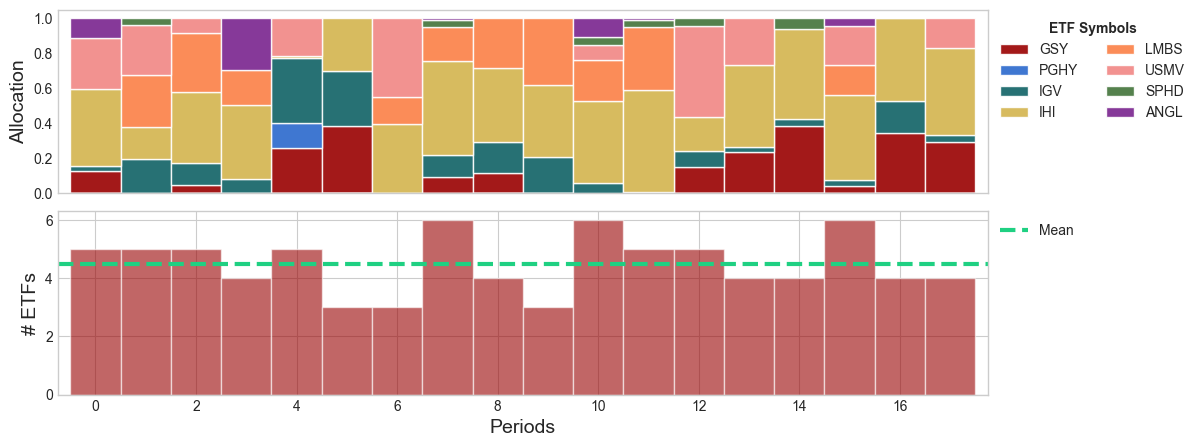 ETF Symbols
GSY LMBS
PGHY USMV
IGV SPHD
IHI ANGL
Allocation
1.0
0.8
0.6
0.4
0.2
0.0
Mean
# ETFs
6
4
2
0
0 2 4 6 8 10 12 14 16
Periods